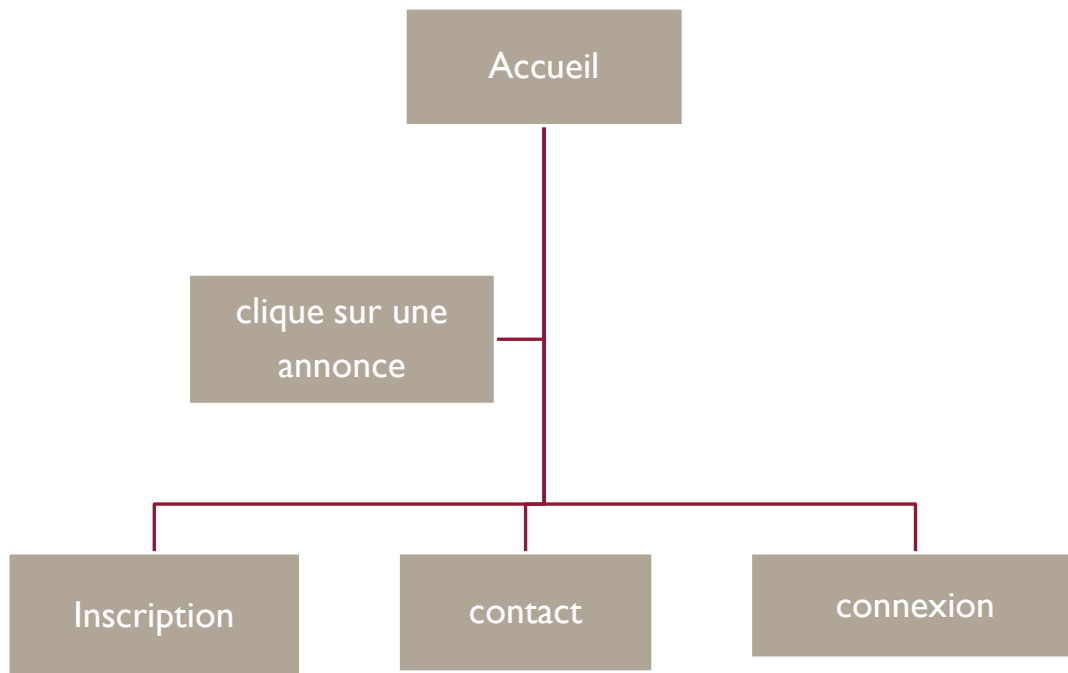 Accueil
clique sur une
annonce
Inscription
contact
connexion